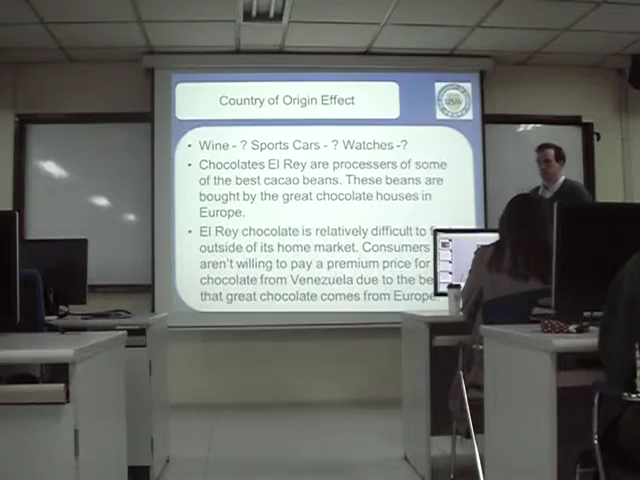 Country of Origin Effect
• Wine - ? Sports Cars - ? Watches -?
• Chocolates El Rey are processers of some
of the best cacao beans. These beans are
bought by the great chocolate houses in
Europe.
• El Rey chocolate is relatively difficult to
outside of its home market. Consumers
aren't willing to pay a premium price for
chocolate from Venezuela due to the
that great chocolate comes from Europe